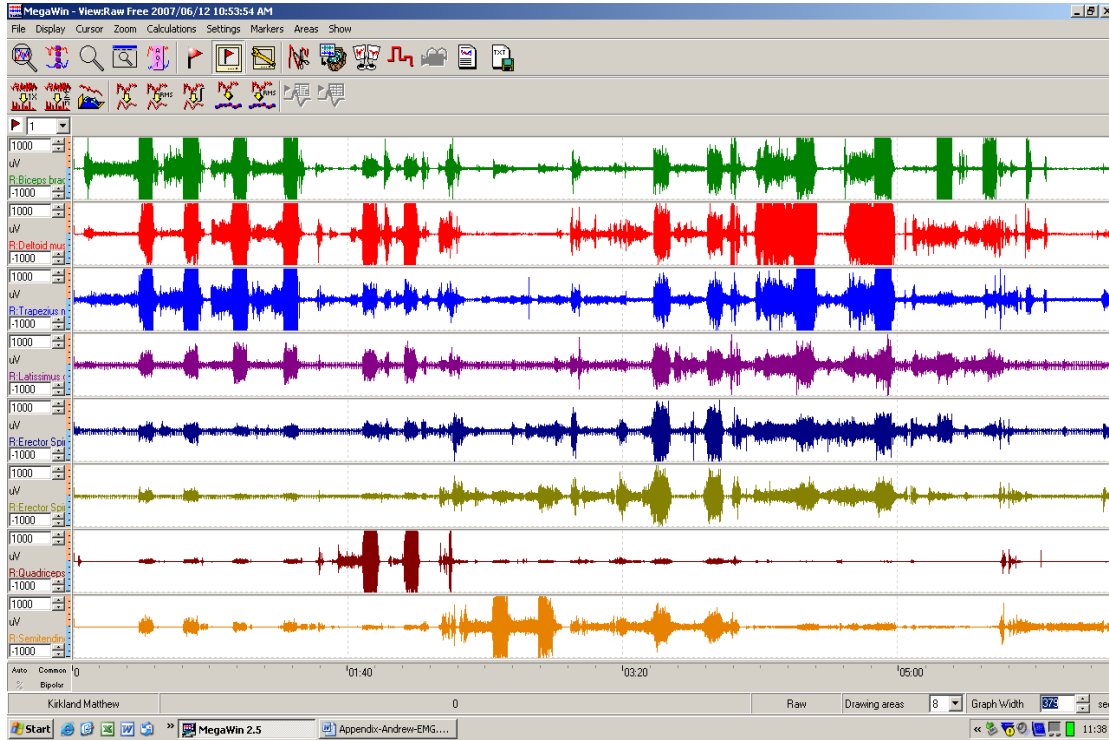 MegaWin - View:Raw Free 2007/06/12 10:53:54 AM
File Display Cursor Zoom Calculations Settings Markers Areas Show
1
1000
uV
R:Biceps brac
-1000
1000
uV
R:Deltoid mus
-1000
1000
uV
R:Trapezius m
-1000
1000
uV
R:Latissimus d
-1000
1000
uV
R:Erector Spi
-1000
1000
uV
R:Erector Spi
-1000
1000
uV
R:Quadriceps
-1000
1000
uV
R:Semitendin
-1000
Auto Common '0 '01:40 '03:20 '05:00
% Bipolar
Kirkland Matthew 0 Raw Drawing areas 8 Graph Width 375 se
Start » MegaWin 2.5 Appendix-Andrew-EMG.... « 11:38